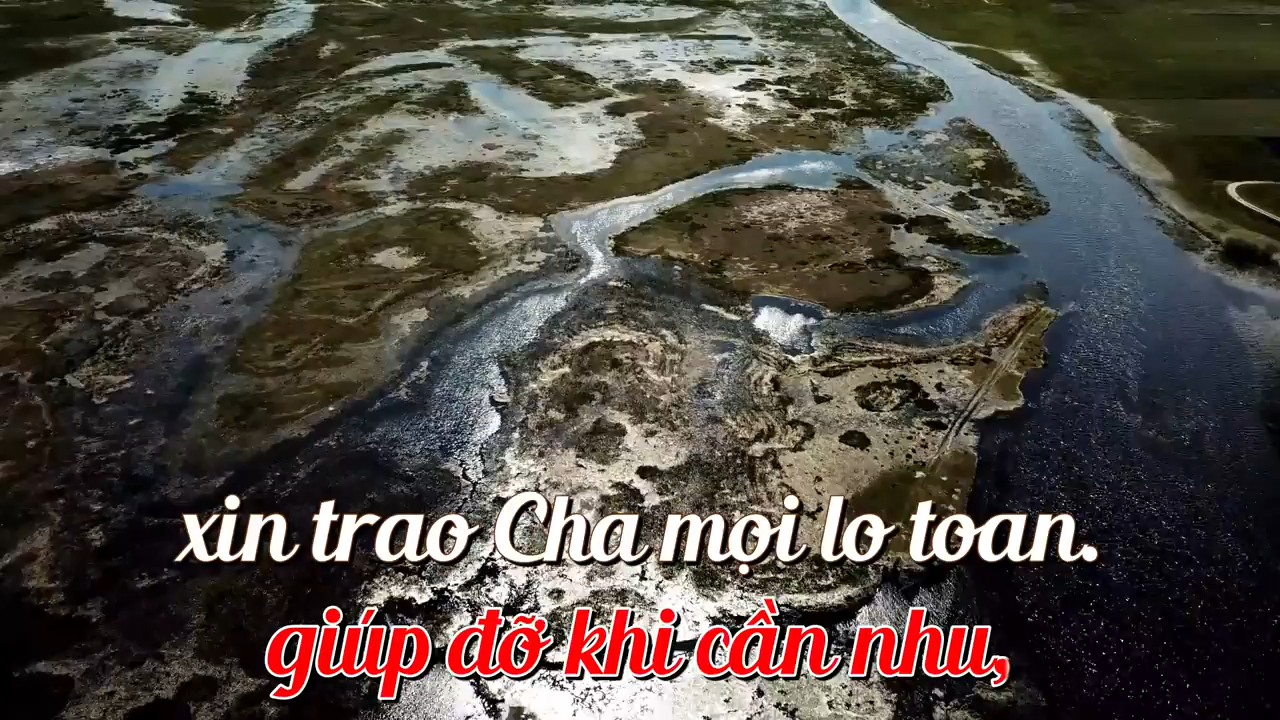 xin trao Cha mọi lo toan.
giúp đỡ khi cần nhu,